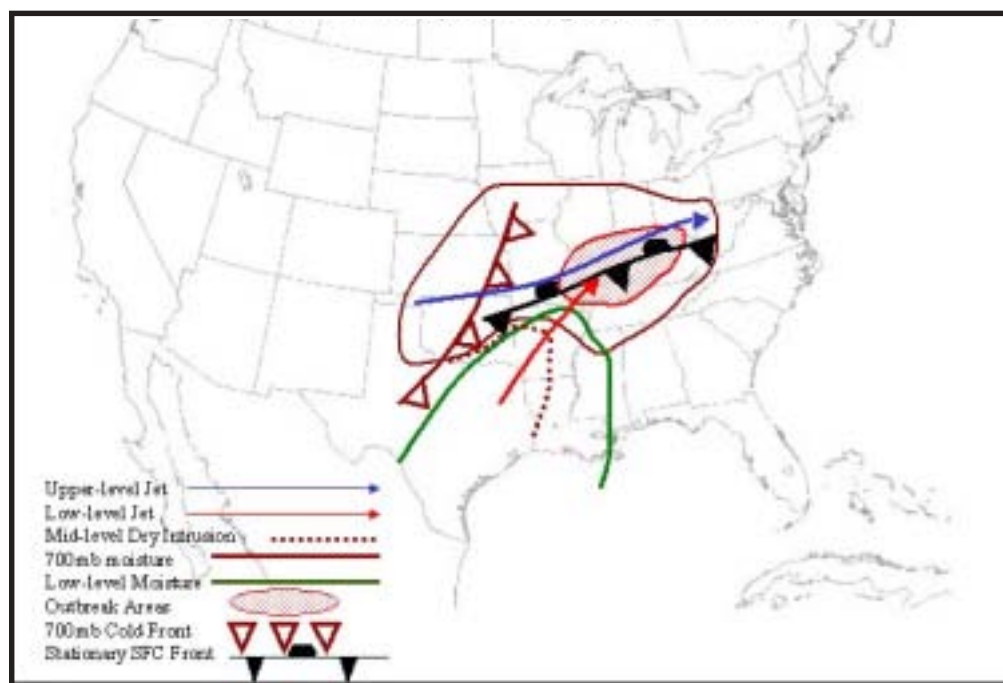 Upper-level Jet
Low-level Jet
Mid-level Dry Intrusion
700mb moisture
Low-level Moisture
Outbreak Areas
700mb Cold Front
Stationary SFC Front